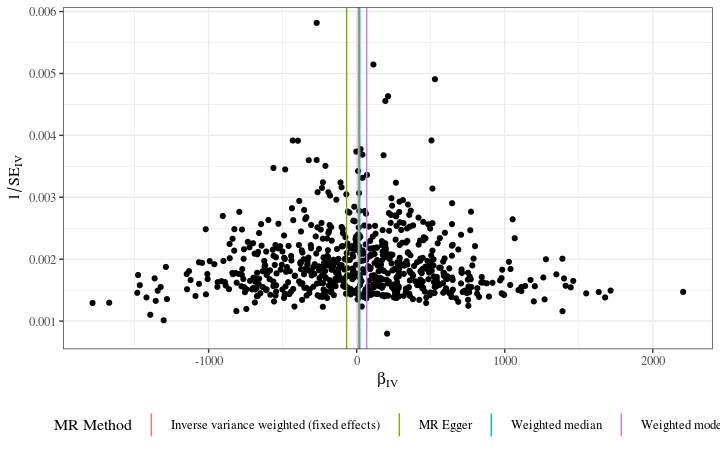 0.006
0.005
0.004
0.003
0.002
0.001
1/SE_IV
-1000 0 1000 2000
β_IV
MR Method Inverse variance weighted (fixed effects) MR Egger Weighted median Weighted mode